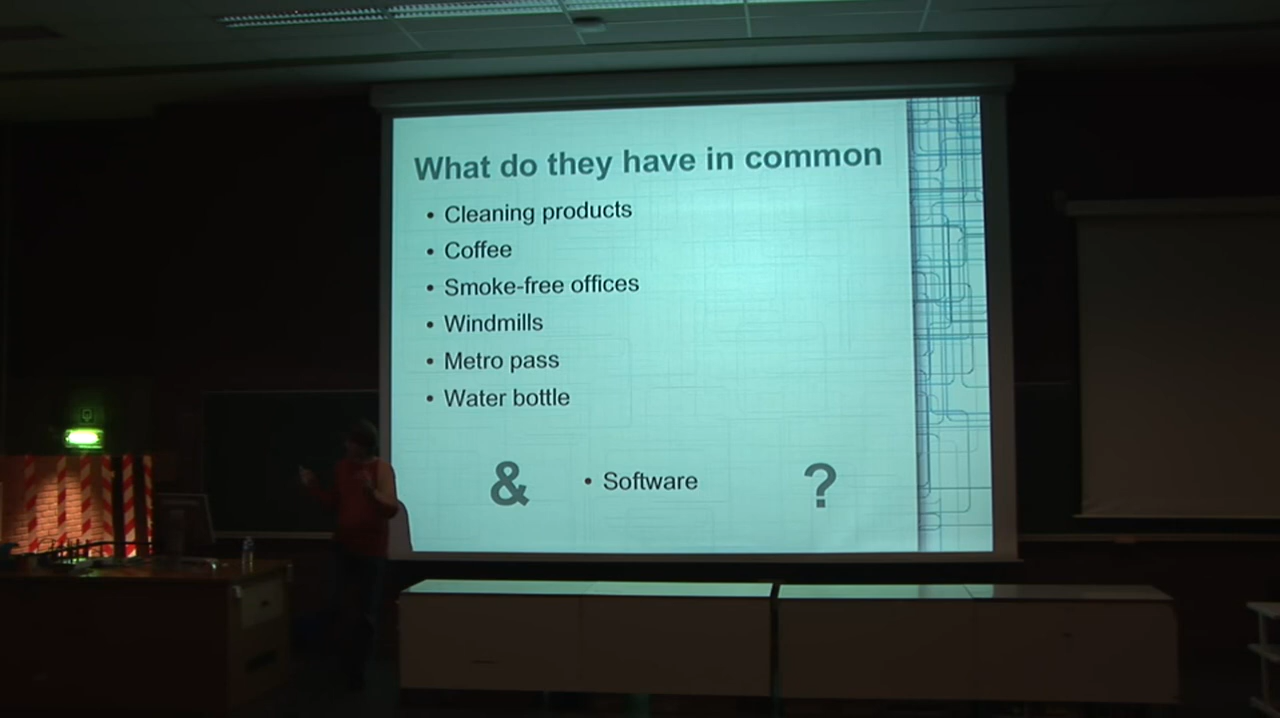 What do they have in common
• Cleaning products
• Coffee
• Smoke-free offices
• Windmills
• Metro pass
• Water bottle
& • Software ?